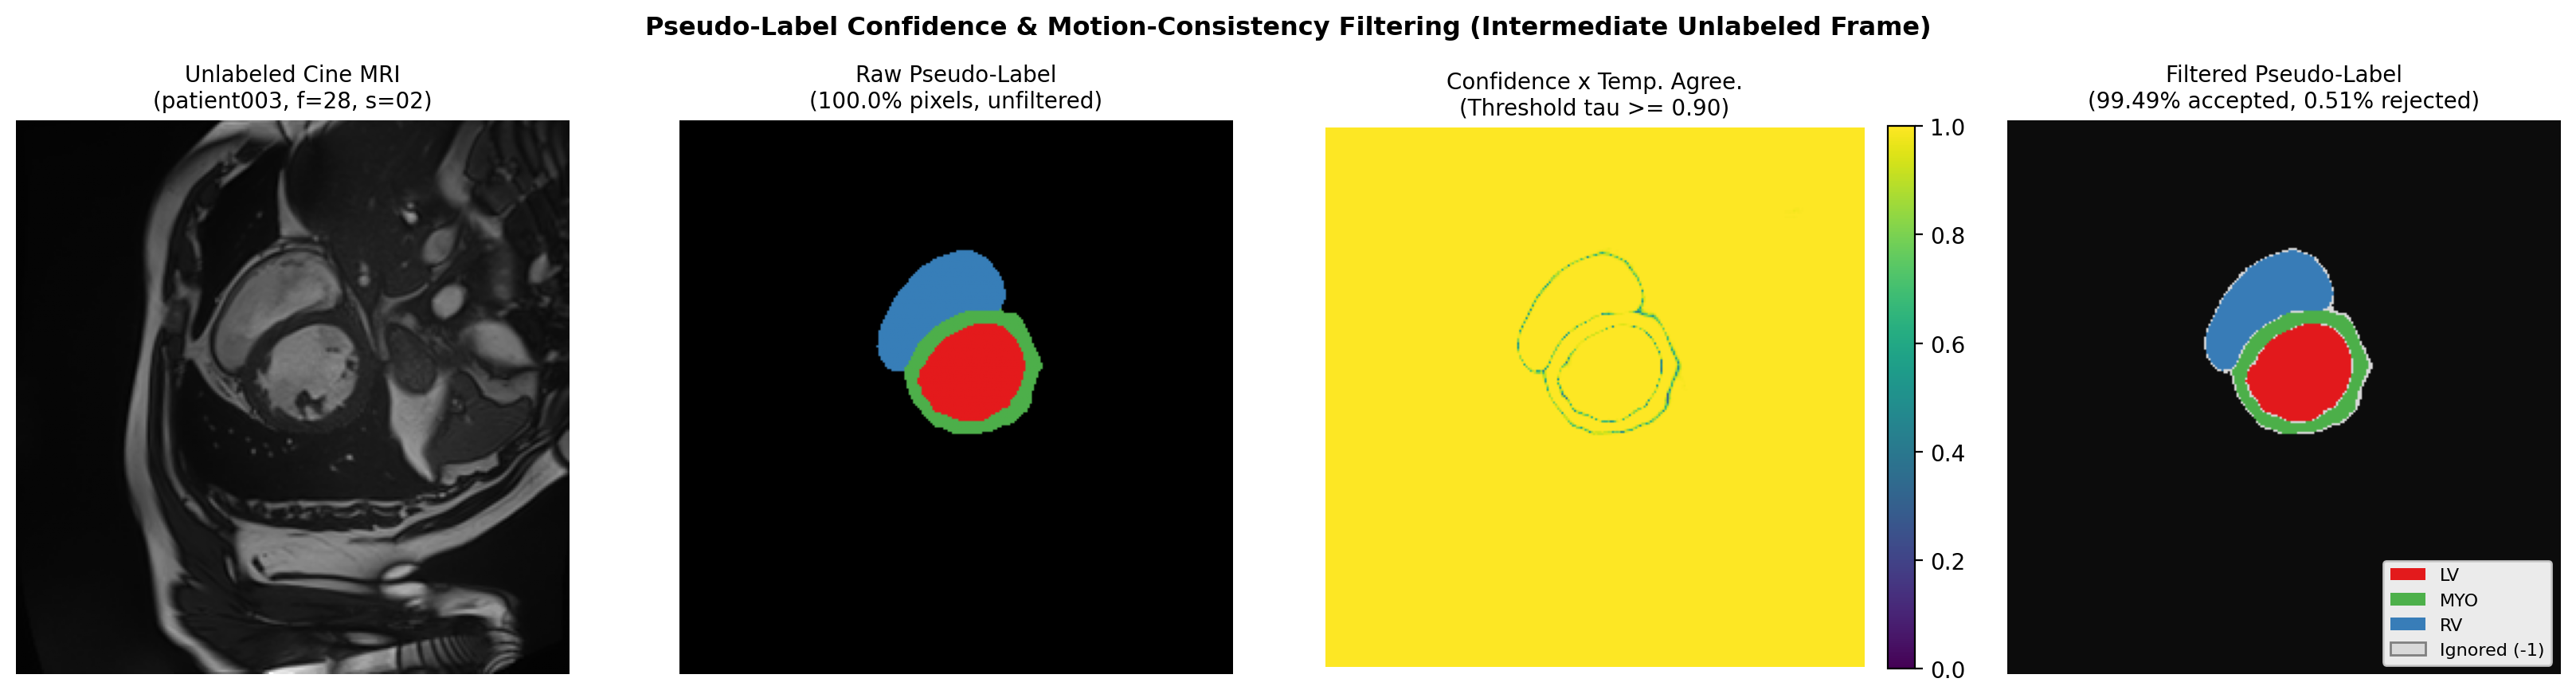 Pseudo-Label Confidence & Motion-Consistency Filtering (Intermediate Unlabeled Frame)
Unlabeled Cine MRI
(patient003, f=28, s=02)
Raw Pseudo-Label
(100.0% pixels, unfiltered)
Confidence x Temp. Agree.
(Threshold tau >= 0.90)
1.0
0.8
0.6
0.4
0.2
0.0
Filtered Pseudo-Label
(99.49% accepted, 0.51% rejected)
LV
MYO
RV
Ignored (-1)